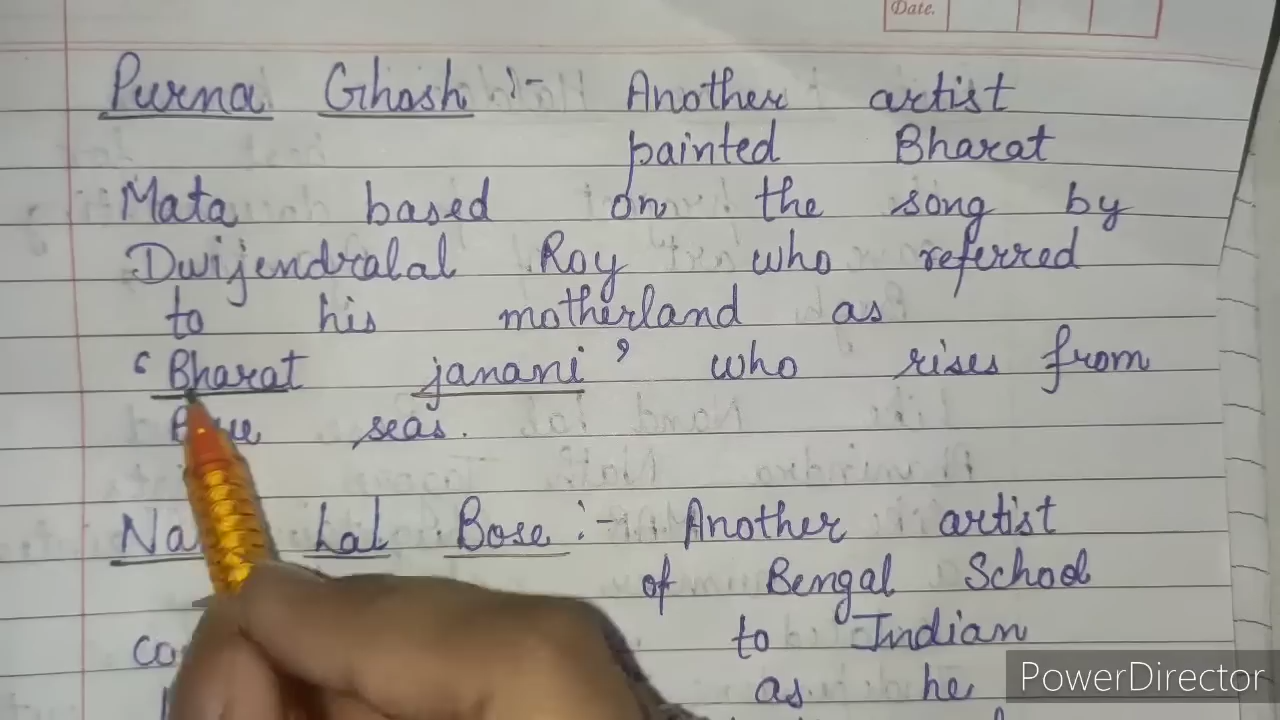 Date.
Purna Ghosh :- Another artist
painted Bharat
Mata based on the song by
Dwijendralal Roy who referred
to his motherland as
'Bharat janani' who rises from
seas.
Lal Bose :- Another artist
of Bengal School
to Indian
as he
PowerDirector